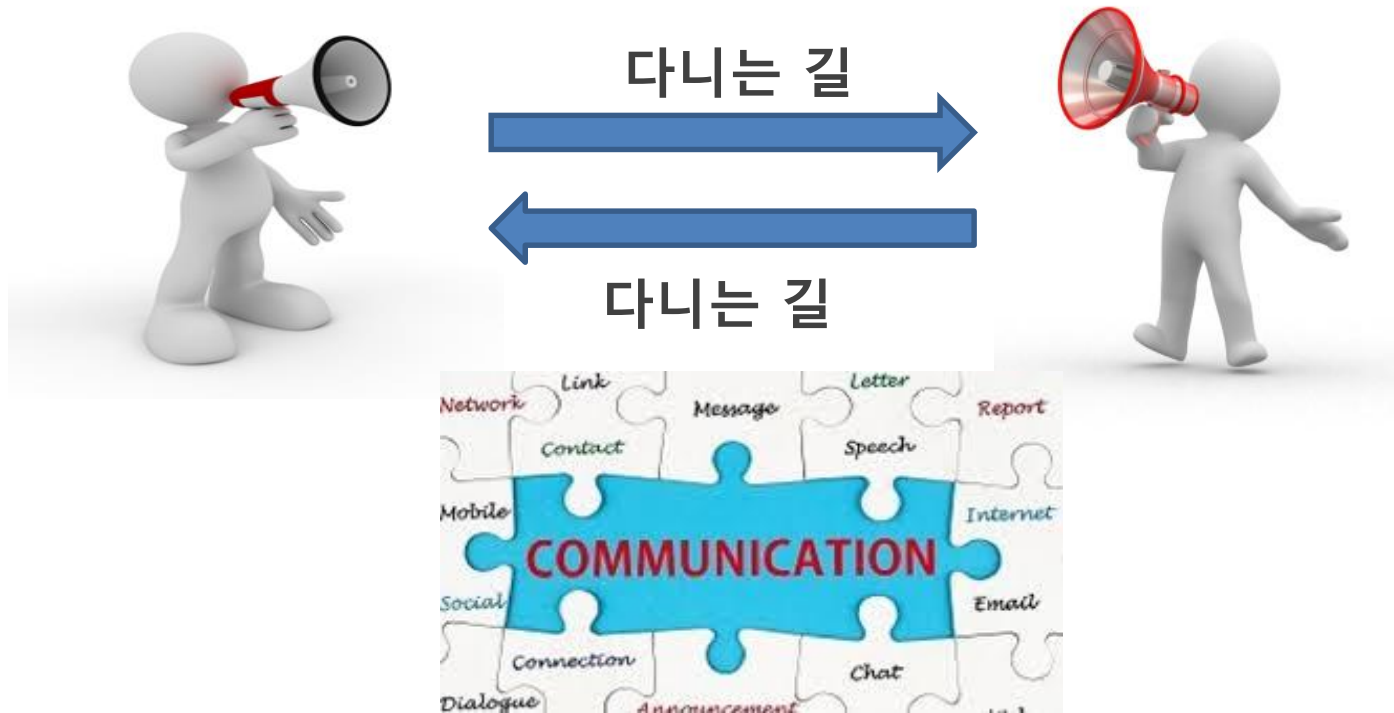 다니는 길
다니는 길
Link
Letter
Network
Message
Report
Contact
Speech
Mobile
Internet
COMMUNICATION
Social
Email
Connection
Chat
Dialogue
Announcement